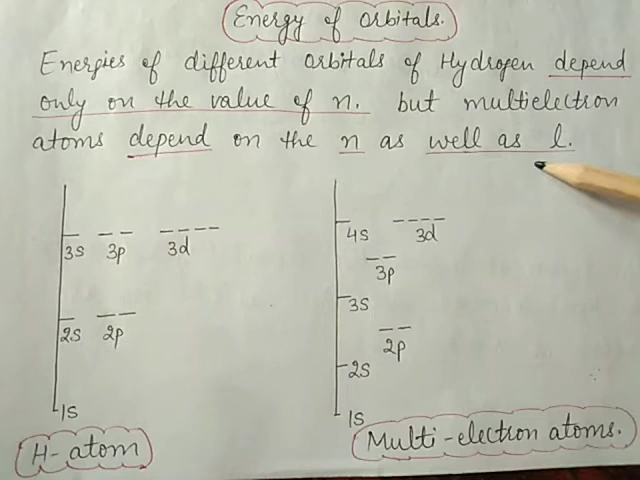 Energy of orbitals.
Energies of different orbitals of Hydrogen depend
only on the value of n. but multielectron
atoms depend on the n as well as l.
3s 3p 3d
2s 2p
1s
H-atom
4s 3d
3p
3s
2p
2s
1s
Multi-electron atoms.